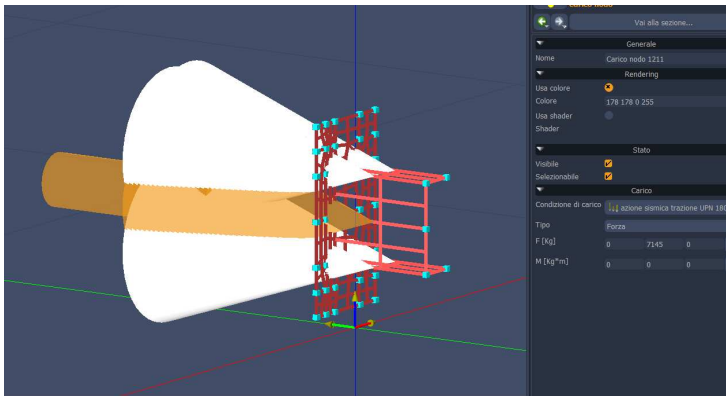 Carico nodo
Vai alla sezione...
Generale
Nome Carico nodo 1211
Rendering
Usa colore
Colore 178 178 0 255
Usa shader
Shader
Stato
Visibile
Selezionabile
Carico
Condizione di carico azione sismica trazione UPN 180
Tipo Forza
F [Kg] 0 7145 0
M [Kg*m] 0 0 0